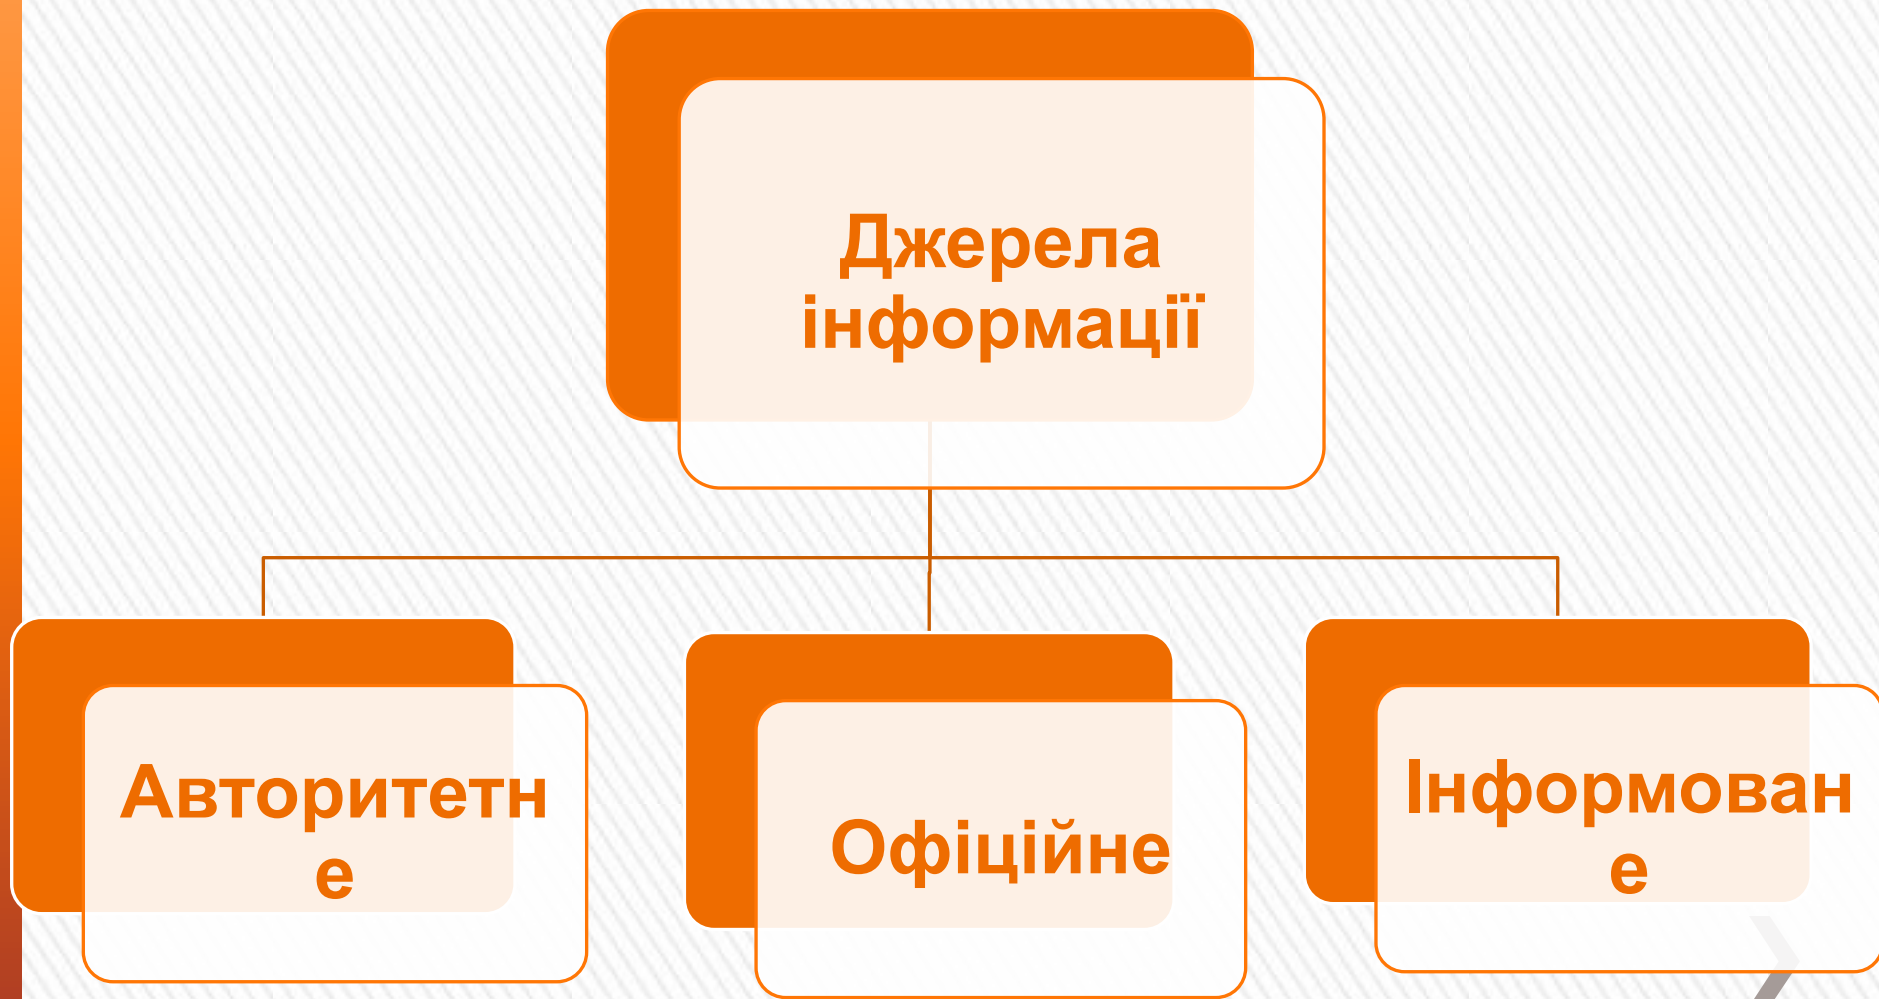 Джерела
інформації
Авторитетн
е
Офіційне
Інформован
е